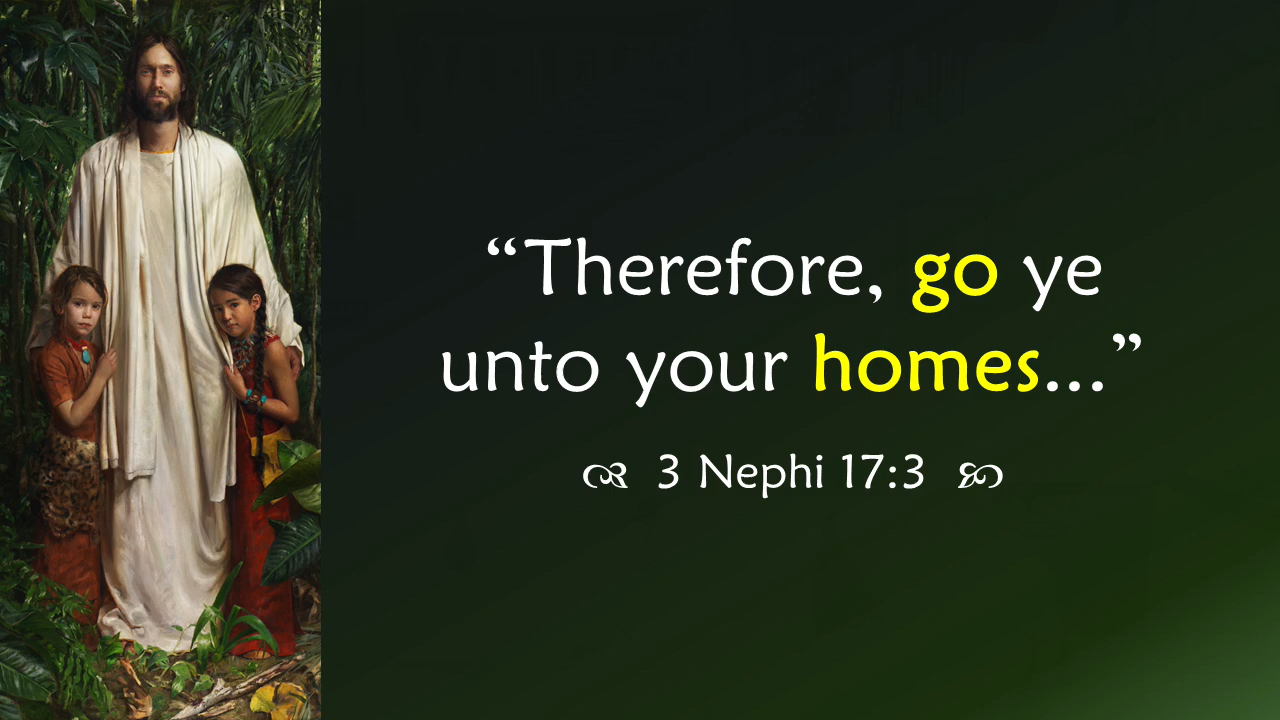 “Therefore, go ye
unto your homes...”
3 Nephi 17:3